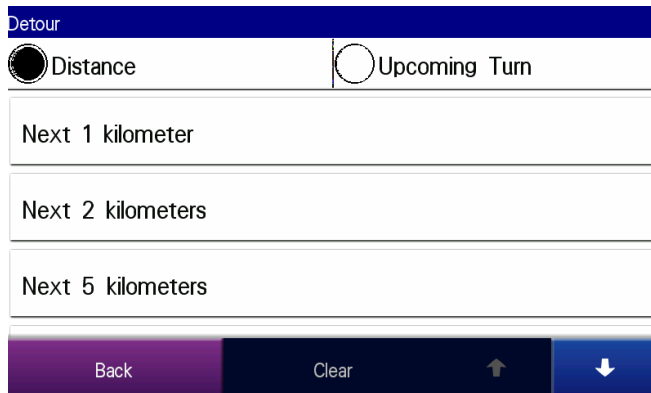 Detour
Distance Upcoming Turn
Next 1 kilometer
Next 2 kilometers
Next 5 kilometers
Back Clear